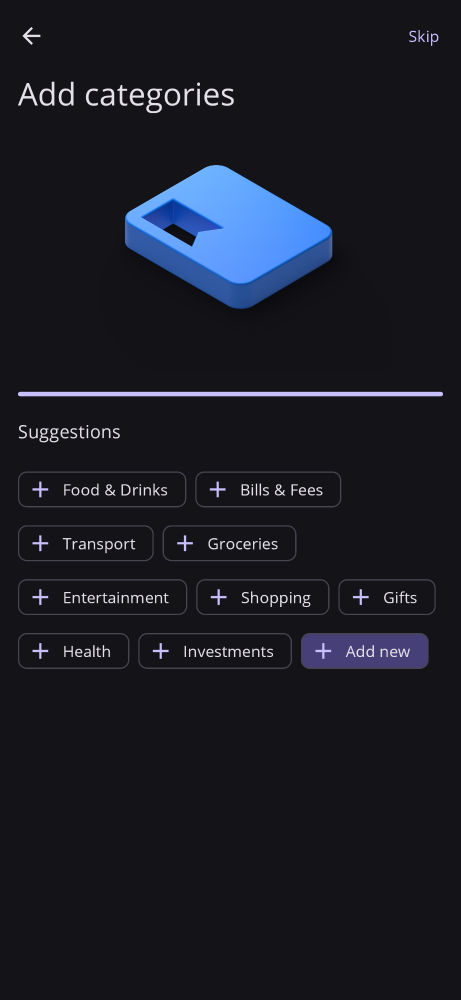 Skip
Add categories
Suggestions
Food & Drinks Bills & Fees
Transport Groceries
Entertainment Shopping Gifts
Health Investments Add new